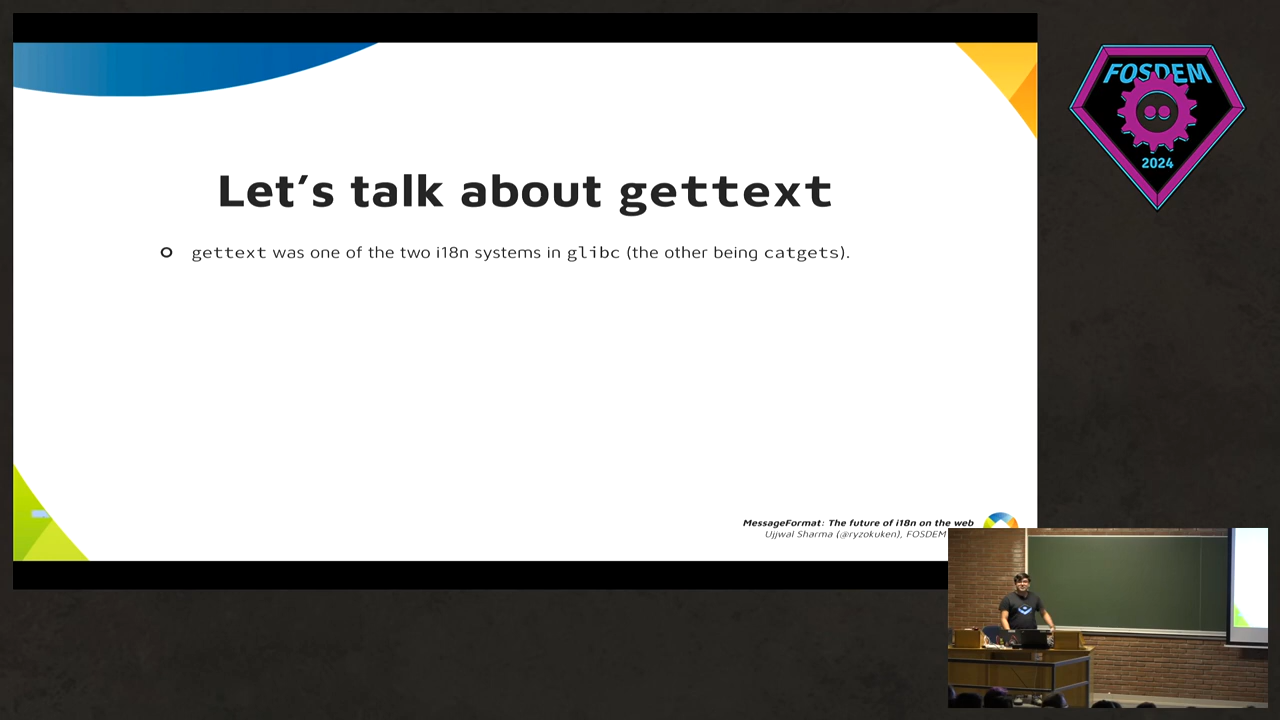 Let´s talk about gettext
gettext was one of the two i18n systems in glibc (the other being catgets).
MessageFormat: The future of i18n on the web
Ujjwal Sharma (@ryzokuken), FOSDEM
FOSDEM
2024